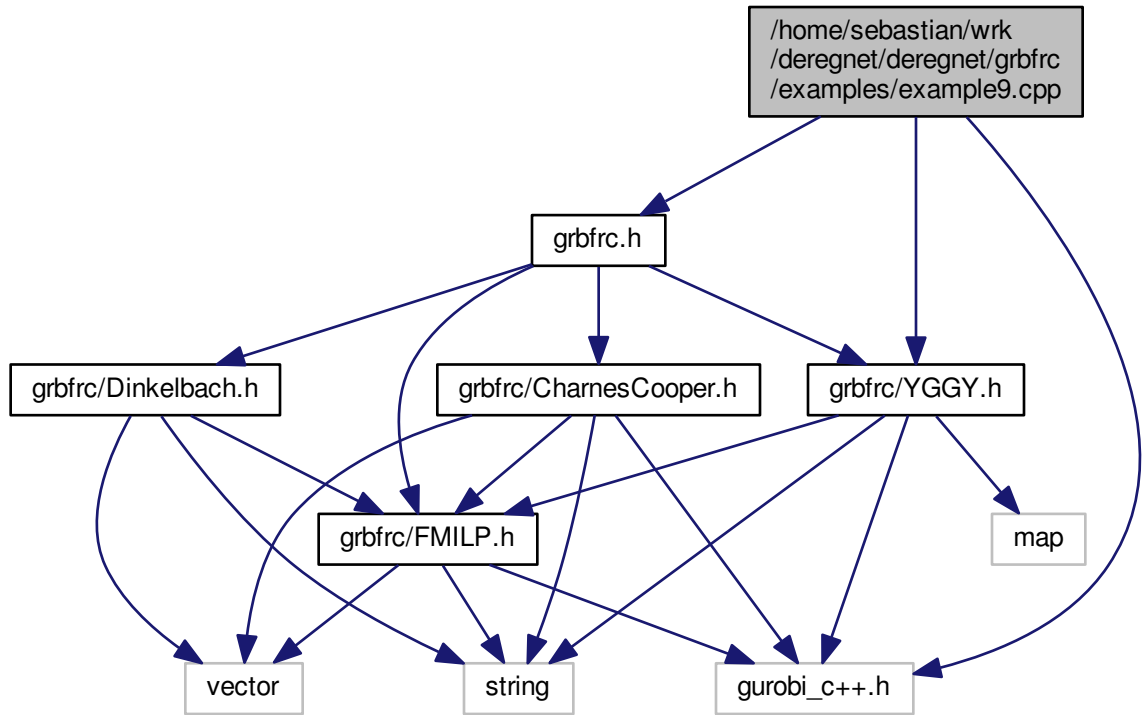 /home/sebastian/wrk
/deregnet/deregnet/grbfrc
/examples/example9.cpp
grbfrc.h
grbfrc/Dinkelbach.h
grbfrc/CharnesCooper.h
grbfrc/YGGY.h
grbfrc/FMILP.h
map
vector
string
gurobi_c++.h